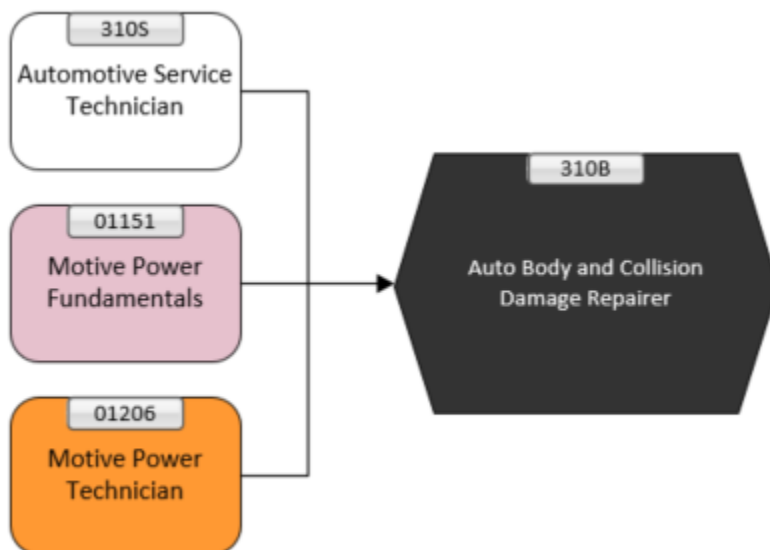 310S
Automotive Service
Technician
01151
Motive Power
Fundamentals
01206
Motive Power
Technician
310B
Auto Body and Collision
Damage Repairer